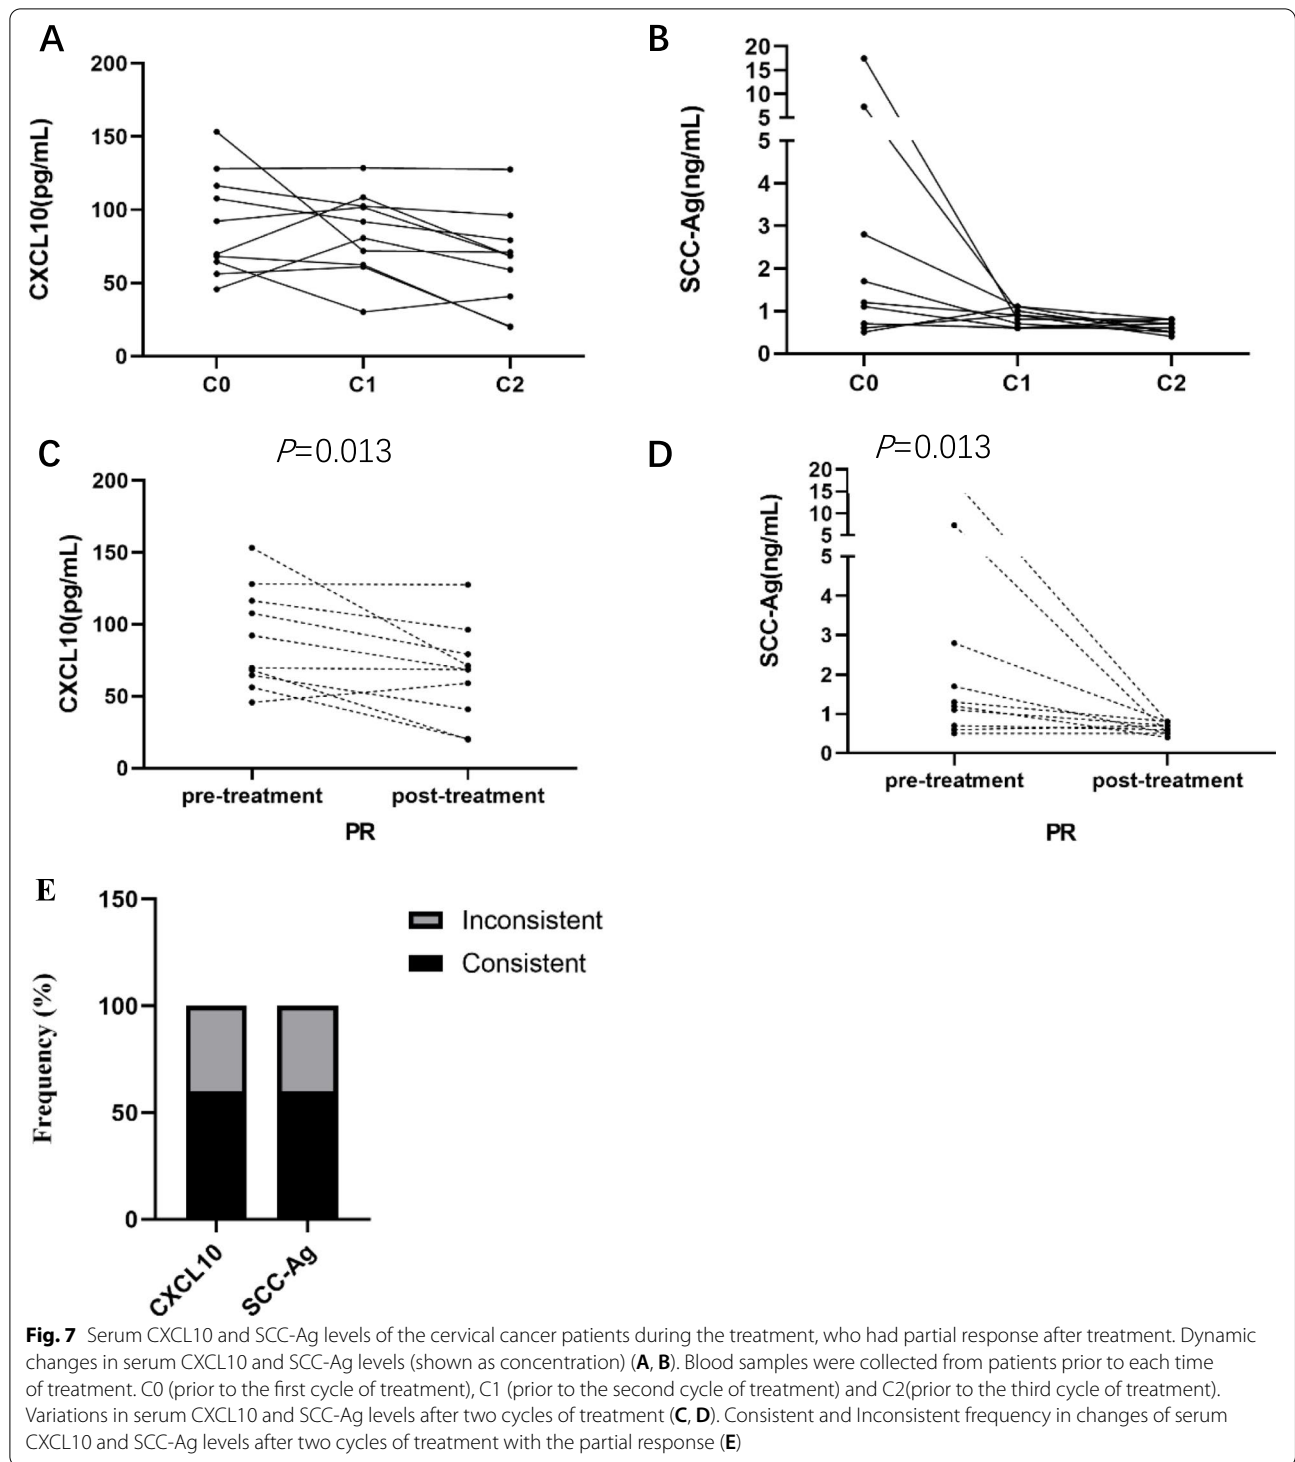 A
CXCL10(pg/mL)
200
150
100
50
0
C0 C1 C2
B
SCC-Ag(ng/mL)
20
15
10
5
5
4
3
2
1
0
C0 C1 C2
C
P=0.013
CXCL10(pg/mL)
200
150
100
50
0
pre-treatment post-treatment
PR
D
P=0.013
SCC-Ag(ng/mL)
20
15
10
5
5
4
3
2
1
0
pre-treatment post-treatment
PR
E
Frequency (%)
150
100
50
0
CXCL10 SCC-Ag
Inconsistent
Consistent
Fig. 7 Serum CXCL10 and SCC-Ag levels of the cervical cancer patients during the treatment, who had partial response after treatment. Dynamic
changes in serum CXCL10 and SCC-Ag levels (shown as concentration) (A, B). Blood samples were collected from patients prior to each time
of treatment. C0 (prior to the first cycle of treatment), C1 (prior to the second cycle of treatment) and C2(prior to the third cycle of treatment).
Variations in serum CXCL10 and SCC-Ag levels after two cycles of treatment (C, D). Consistent and Inconsistent frequency in changes of serum
CXCL10 and SCC-Ag levels after two cycles of treatment with the partial response (E)